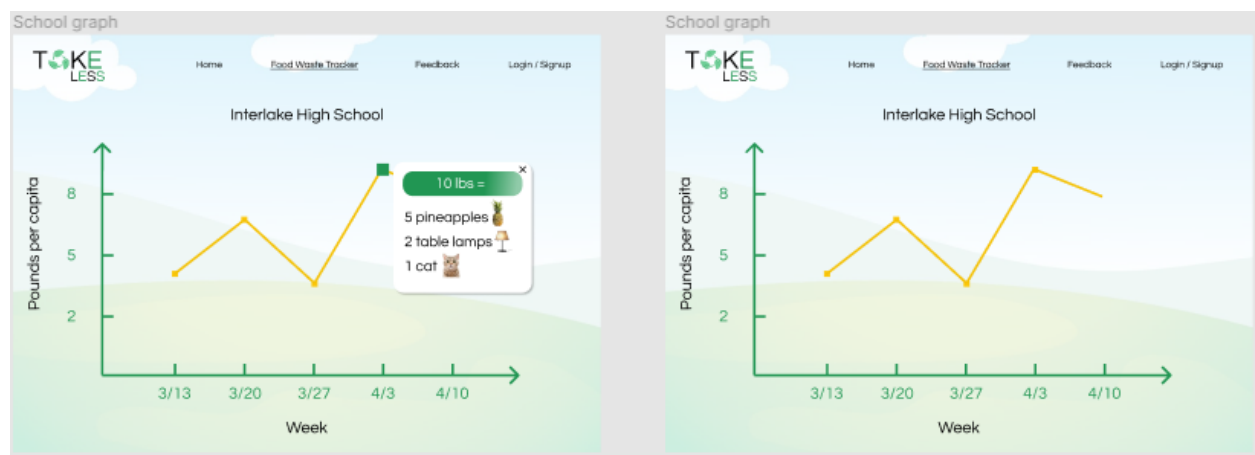 School graph
TAKE
LESS
Home
Food Waste Tracker
Feedback
Login / Signup
Interlake High School
Pounds per capita
8
5
2
10 lbs =
×
5 pineapples
2 table lamps
1 cat
3/13
3/20
3/27
4/3
4/10
Week
School graph
TAKE
LESS
Home
Food Waste Tracker
Feedback
Login / Signup
Interlake High School
Pounds per capita
8
5
2
3/13
3/20
3/27
4/3
4/10
Week